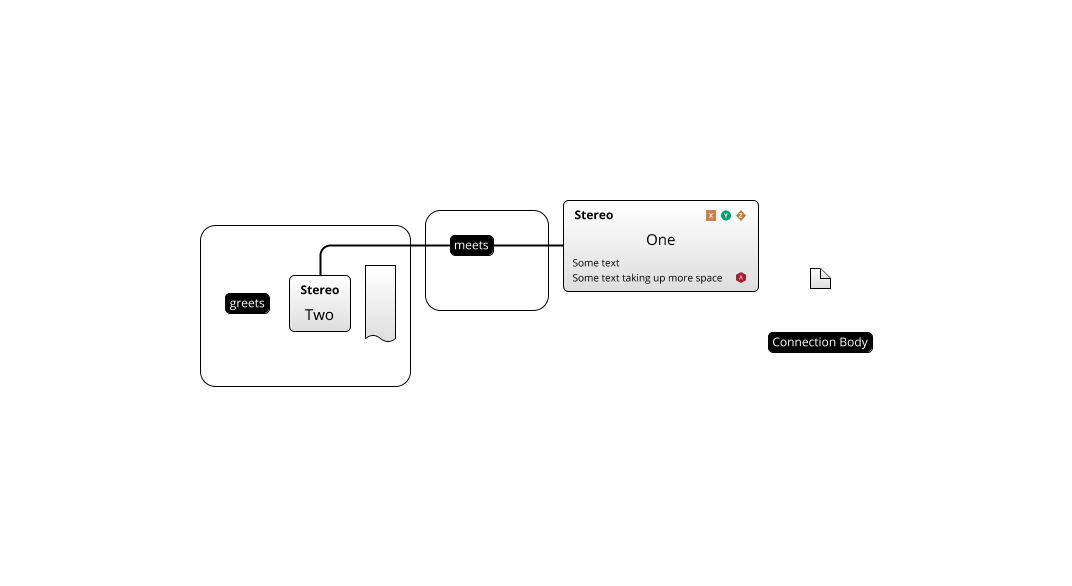 greets
Stereo
Two
meets
Stereo
X Y Z
One
Some text
Some text taking up more space
A
Connection Body